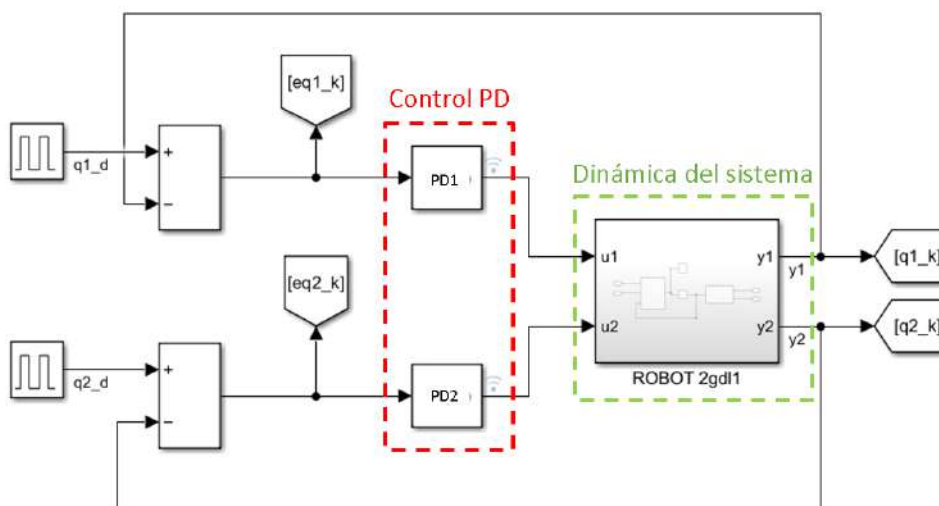 [eq1_k]
Control PD
+
q1_d
−
PD1
Dinámica del sistema
u1
y1
y1
[q1_k]
[eq2_k]
u2
y2
y2
[q2_k]
ROBOT 2gdl1
+
q2_d
−
PD2